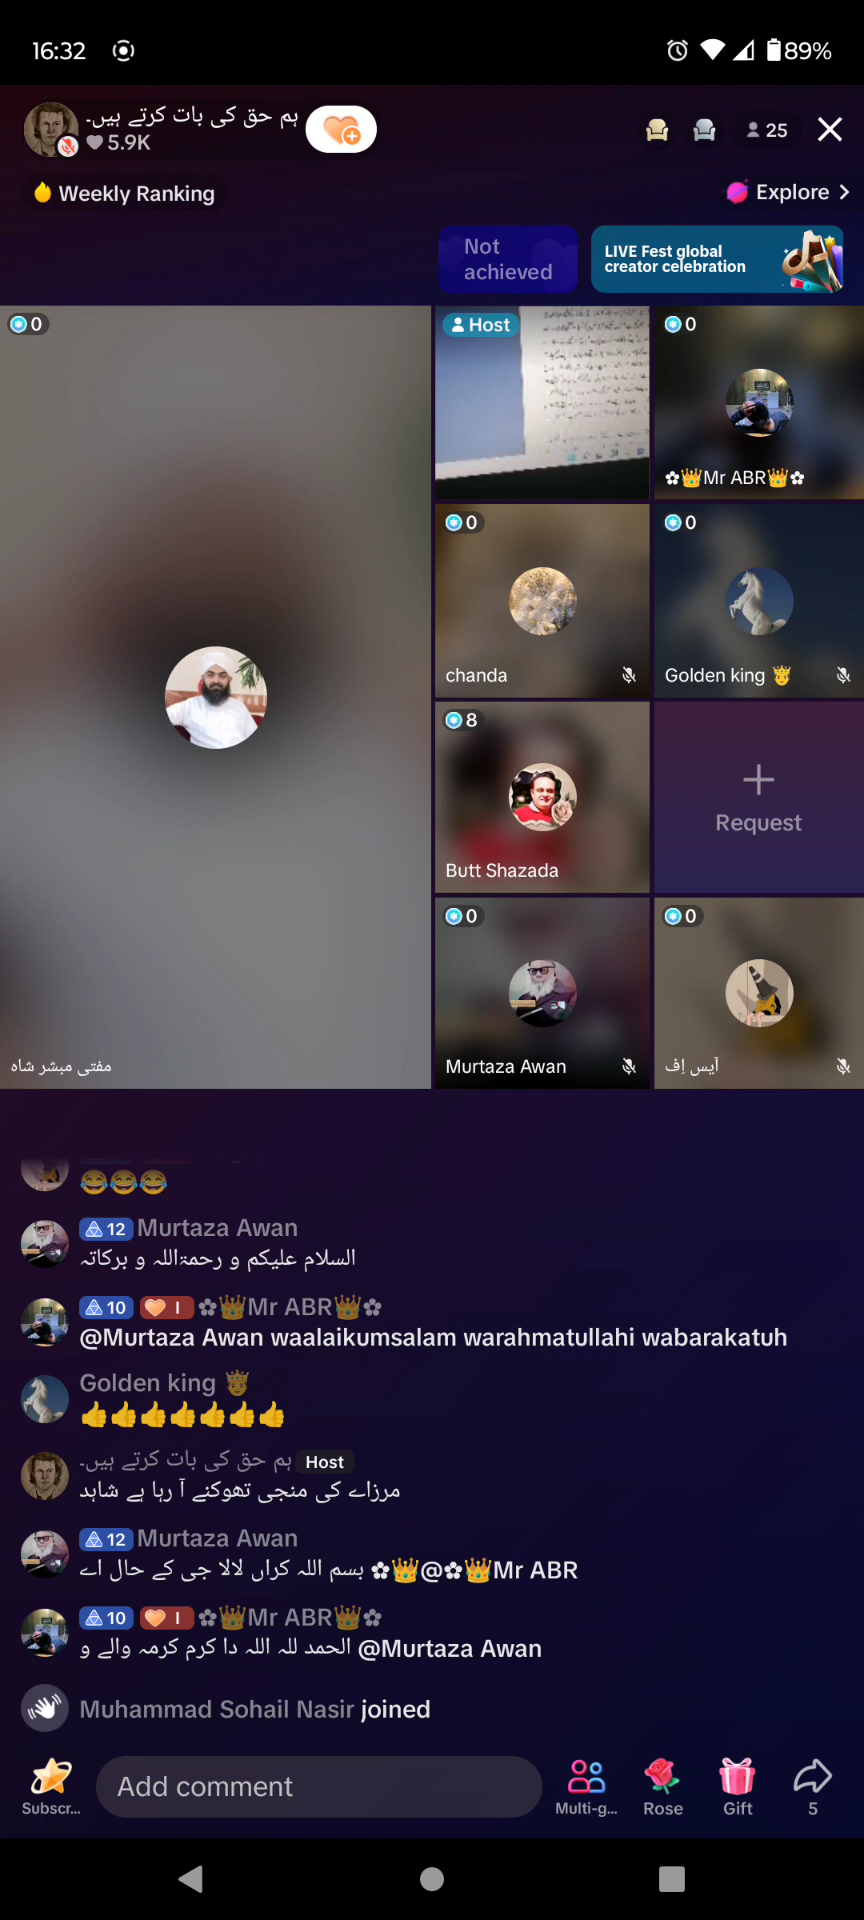 16:32
89%
ہم حق کی بات کرتے ہیں۔
5.9K
25
Weekly Ranking
Explore
Not
achieved
LIVE Fest global
creator celebration
0
Host
0
✿👑Mr ABR👑✿
0
chanda
0
Golden king 🤴
8
Butt Shazada
Request
0
Murtaza Awan
0
آیس اِف
مفتی مبشر شاہ
😂😂😂
12 Murtaza Awan
السلام علیکم و رحمۃاللہ و برکاتہ
10 I ✿👑Mr ABR👑✿
@Murtaza Awan waalaikumsalam warahmatullahi wabarakatuh
Golden king 🤴
👍👍👍👍👍👍👍
ہم حق کی بات کرتے ہیں۔ Host
مرزاے کی منجی تھوکنے آ رہا ہے شاہد
12 Murtaza Awan
بسم اللہ کراں لالا جی کے حال اے ✿👑@✿👑Mr ABR
10 I ✿👑Mr ABR👑✿
الحمد للہ اللہ دا کرم کرمہ والے و @Murtaza Awan
Muhammad Sohail Nasir joined
Subscr...
Add comment
Multi-g...
Rose
Gift
5